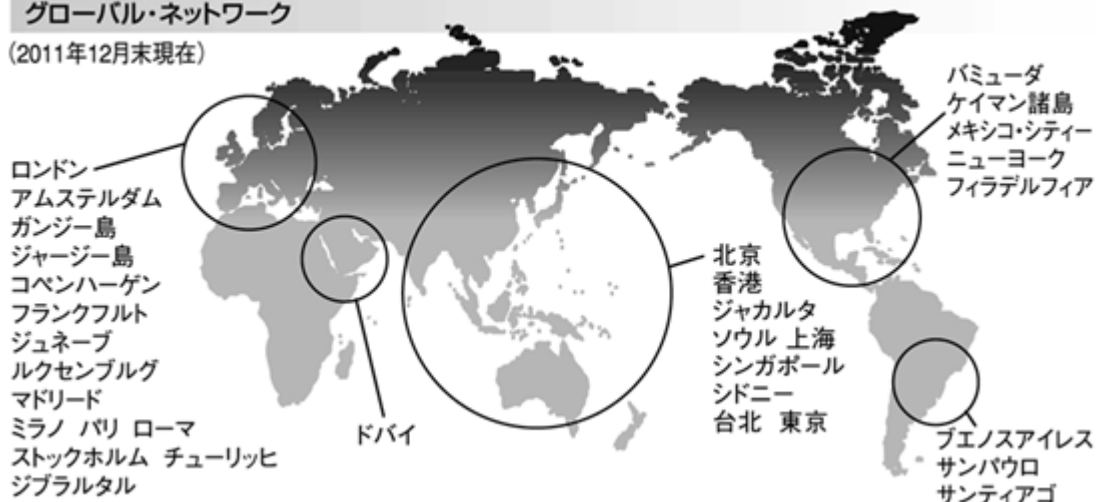 グローバル・ネットワーク
(2011年12月末現在)
ロンドン
アムステルダム
ガンジー島
ジャージー島
コペンハーゲン
フランクフルト
ジュネーブ
ルクセンブルグ
マドリード
ミラノ パリ ローマ
ストックホルム チューリッヒ
ジブラルタル
ドバイ
北京
香港
ジャカルタ
ソウル 上海
シンガポール
シドニー
台北 東京
バミューダ
ケイマン諸島
メキシコ・シティー
ニューヨーク
フィラデルフィア
ブエノスアイレス
サンパウロ
サンティアゴ